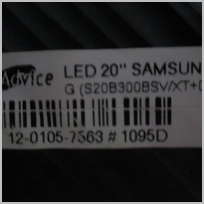 Advice LED 20" SAMSUN
G (S20B300BSV/XT+
12-0105-7363 # 1095D